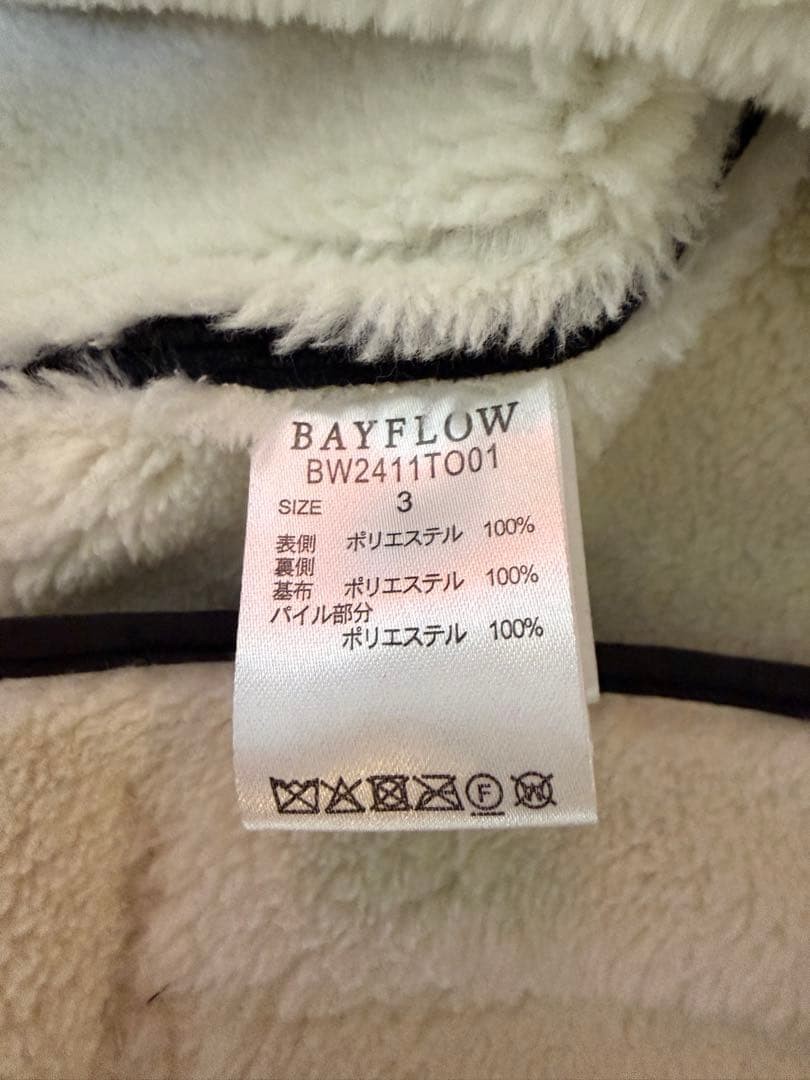 BAYFLOW
BW2411TO01
SIZE 3
表側 ポリエステル 100%
裏側
基布 ポリエステル 100%
パイル部分
ポリエステル 100%
F
W